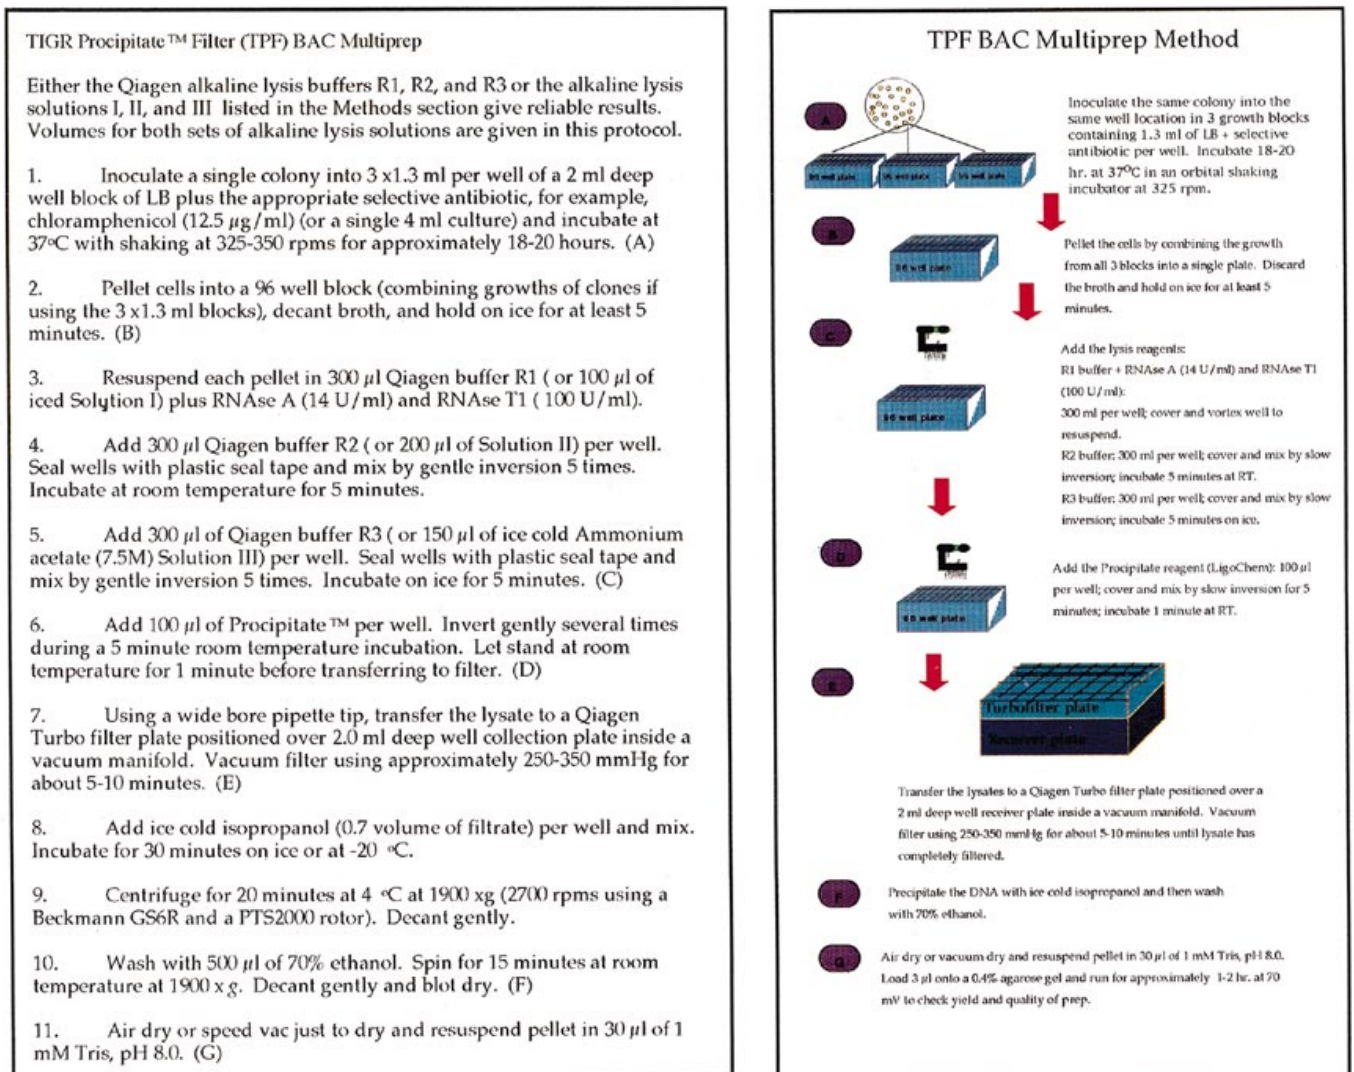 TIGR Procipitate™ Filter (TPF) BAC Multiprep
Either the Qiagen alkaline lysis buffers R1, R2, and R3 or the alkaline lysis
solutions I, II, and III listed in the Methods section give reliable results.
Volumes for both sets of alkaline lysis solutions are given in this protocol.
1. Inoculate a single colony into 3 x1.3 ml per well of a 2 ml deep
well block of LB plus the appropriate selective antibiotic, for example,
chloramphenicol (12.5 µg/ml) (or a single 4 ml culture) and incubate at
37ºC with shaking at 325-350 rpms for approximately 18-20 hours. (A)
2. Pellet cells into a 96 well block (combining growths of clones if
using the 3 x1.3 ml blocks), decant broth, and hold on ice for at least 5
minutes. (B)
3. Resuspend each pellet in 300 µl Qiagen buffer R1 ( or 100 µl of
iced Solution I) plus RNAse A (14 U/ml) and RNAse T1 ( 100 U/ml).
4. Add 300 µl Qiagen buffer R2 ( or 200 µl of Solution II) per well.
Seal wells with plastic seal tape and mix by gentle inversion 5 times.
Incubate at room temperature for 5 minutes.
5. Add 300 µl of Qiagen buffer R3 ( or 150 µl of ice cold Ammonium
acetate (7.5M) Solution III) per well. Seal wells with plastic seal tape and
mix by gentle inversion 5 times. Incubate on ice for 5 minutes. (C)
6. Add 100 µl of Procipitate™ per well. Invert gently several times
during a 5 minute room temperature incubation. Let stand at room
temperature for 1 minute before transferring to filter. (D)
7. Using a wide bore pipette tip, transfer the lysate to a Qiagen
Turbo filter plate positioned over 2.0 ml deep well collection plate inside a
vacuum manifold. Vacuum filter using approximately 250-350 mmHg for
about 5-10 minutes. (E)
8. Add ice cold isopropanol (0.7 volume of filtrate) per well and mix.
Incubate for 30 minutes on ice or at -20 ºC.
9. Centrifuge for 20 minutes at 4 ºC at 1900 xg (2700 rpms using a
Beckmann GS6R and a PTS2000 rotor). Decant gently.
10. Wash with 500 µl of 70% ethanol. Spin for 15 minutes at room
temperature at 1900 x g. Decant gently and blot dry. (F)
11. Air dry or speed vac just to dry and resuspend pellet in 30 µl of 1
mM Tris, pH 8.0. (G)
TPF BAC Multiprep Method
A
Inoculate the same colony into the
same well location in 3 growth blocks
containing 1.3 ml of LB + selective
antibiotic per well. Incubate 18-20
hr. at 37ºC in an orbital shaking
incubator at 325 rpm.
96 well plate
96 well plate
96 well plate
B
96 well plate
Pellet the cells by combining the growth
from all 3 blocks into a single plate. Discard
the broth and hold on ice for at least 5
minutes.
C
96 well plate
Add the lysis reagents:
R1 buffer + RNAse A (14 U/ml) and RNAse T1
(100 U/ml):
300 ml per well; cover and vortex well to
resuspend.
R2 buffer: 300 ml per well; cover and mix by slow
inversion; incubate 5 minutes at RT.
R3 buffer: 300 ml per well; cover and mix by slow
inversion; incubate 5 minutes on ice.
D
96 well plate
Add the Procipitate reagent (LigoChem): 100 µl
per well; cover and mix by slow inversion for 5
minutes; incubate 1 minute at RT.
E
Turbofilter plate
Receiver plate
Transfer the lysates to a Qiagen Turbo filter plate positioned over a
2 ml deep well receiver plate inside a vacuum manifold. Vacuum
filter using 250-350 mmHg for about 5-10 minutes until lysate has
completely filtered.
F
Precipitate the DNA with ice cold isopropanol and then wash
with 70% ethanol.
G
Air dry or vacuum dry and resuspend pellet in 30 µl of 1 mM Tris, pH 8.0.
Load 3 µl onto a 0.4% agarose gel and run for approximately 1-2 hr. at 70
mV to check yield and quality of prep.